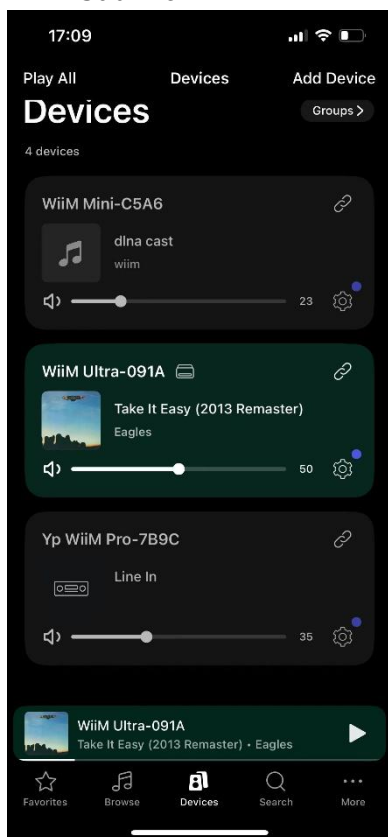 17:09
Play All Devices Add Device
Devices
Groups >
4 devices
WiiM Mini-C5A6
dlna cast
wiim
23
WiiM Ultra-091A
Take It Easy (2013 Remaster)
Eagles
50
Yp WiiM Pro-7B9C
Line In
35
WiiM Ultra-091A
Take It Easy (2013 Remaster) • Eagles
Favorites Browse Devices Search More